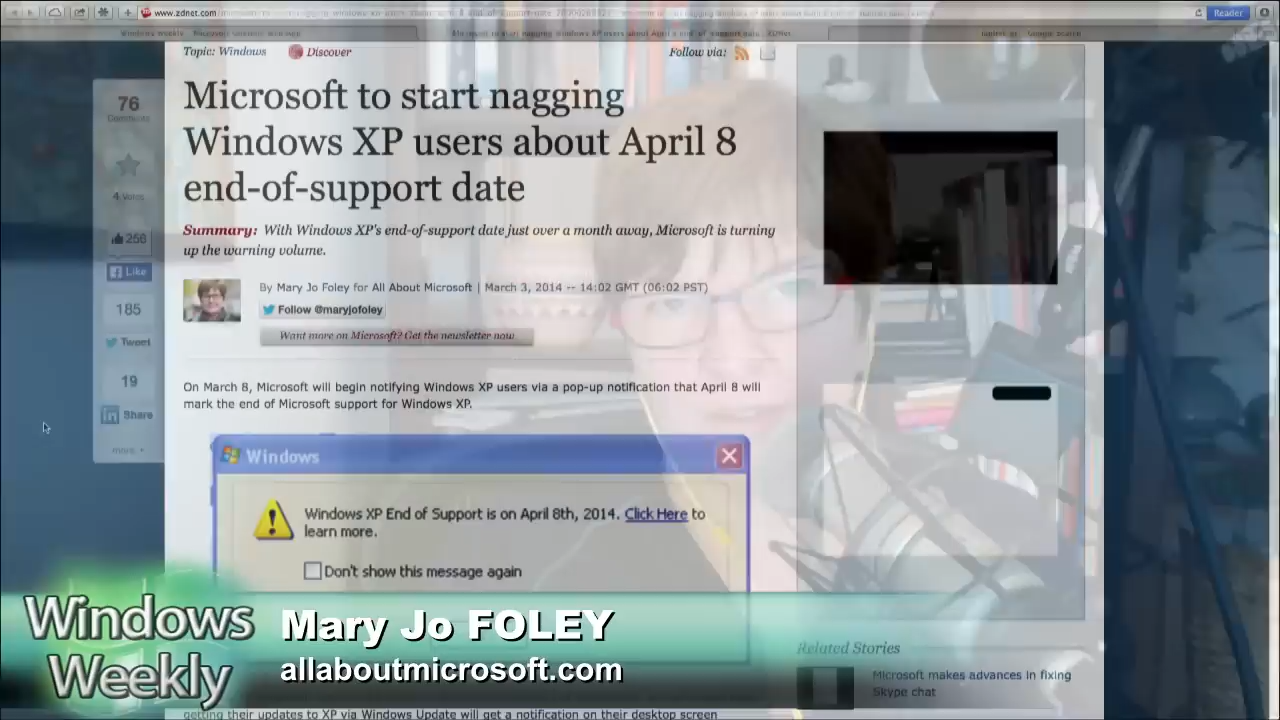 www.zdnet.com
Reader
Topic: Windows
Discover
Follow via:
76
Comments
4 Votes
256
Like
185
Tweet
19
Share
more +
Microsoft to start nagging
Windows XP users about April 8
end-of-support date
Summary: With Windows XP's end-of-support date just over a month away, Microsoft is turning
up the warning volume.
By Mary Jo Foley for All About Microsoft | March 3, 2014 -- 14:02 GMT (06:02 PST)
Follow @maryjofoley
Want more on Microsoft? Get the newsletter now
On March 8, Microsoft will begin notifying Windows XP users via a pop-up notification that April 8 will
mark the end of Microsoft support for Windows XP.
Windows
Windows XP End of Support is on April 8th, 2014. Click Here to
learn more.
Don't show this message again
Related Stories
Microsoft makes advances in fixing
Skype chat
Windows
Weekly
Mary Jo FOLEY
allaboutmicrosoft.com
getting their updates to XP via Windows Update will get a notification on their desktop screen